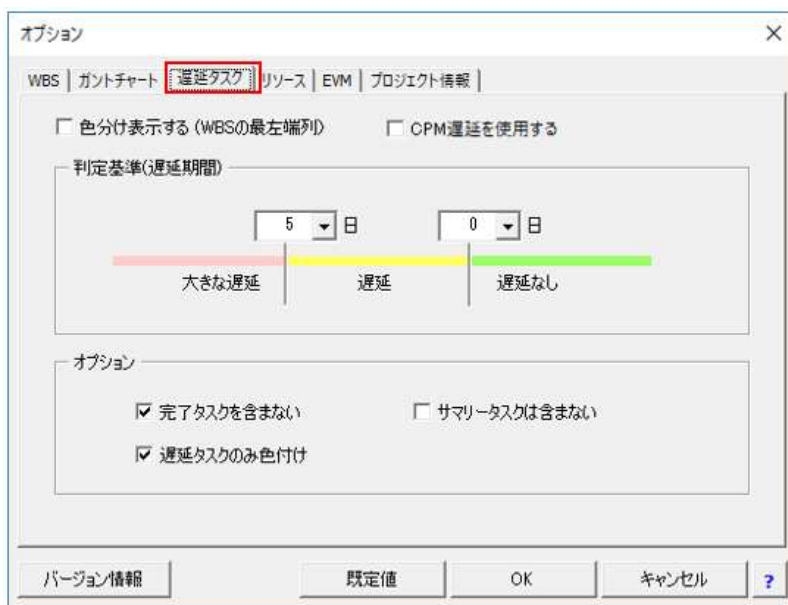 オプション
WBS ガントチャート 遅延タスク リソース EVM プロジェクト情報
色分け表示する (WBSの最左端列) CPM遅延を使用する
判定基準(遅延期間)
5 日 0 日
大きな遅延 遅延 遅延なし
オプション
完了タスクを含まない サマリータスクは含まない
遅延タスクのみ色付け
バージョン情報 既定値 OK キャンセル ?